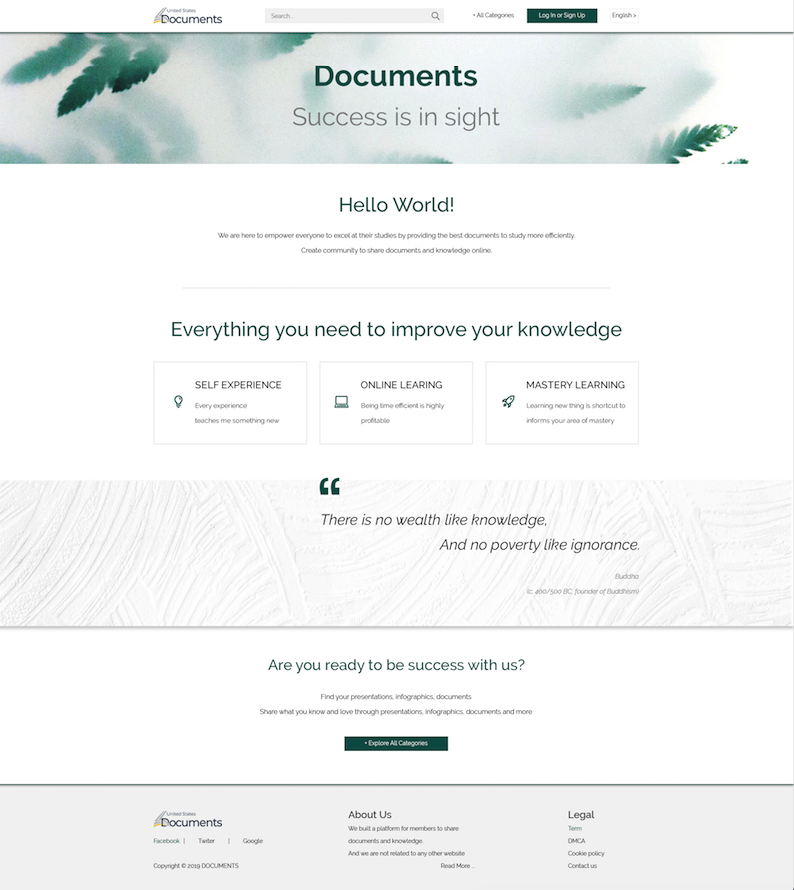 United States
Documents
Search...
+ All Categories
Log In or Sign Up
English >
Documents
Success is in sight
Hello World!
We are here to empower everyone to excel at their studies by providing the best documents to study more efficiently.
Create community to share documents and knowledge online.
Everything you need to improve your knowledge
SELF EXPERIENCE
Every experience
teaches me something new
ONLINE LEARING
Being time efficient is highly
profitable
MASTERY LEARNING
Learning new thing is shortcut to
informs your area of mastery
“
There is no wealth like knowledge,
And no poverty like ignorance.
Buddha
(c. 400/500 BC, founder of Buddhism)
Are you ready to be success with us?
Find your presentations, infographics, documents
Share what you know and love through presentations, infographics, documents and more
+ Explore All Categories
United States
Documents
Facebook | Twiter | Google
Copyright © 2019 DOCUMENTS
About Us
We built a platform for members to share
documents and knowledge.
And we are not related to any other website
Read More ...
Legal
Term
DMCA
Cookie policy
Contact us